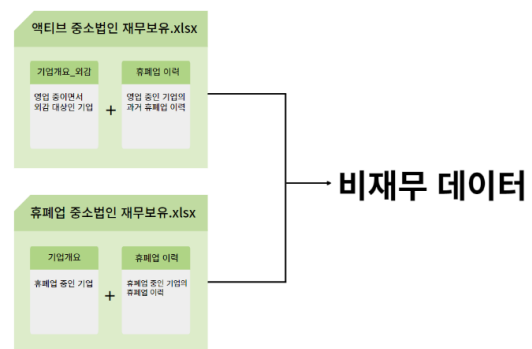 액티브 중소법인 재무보유.xlsx
기업개요_외감
영업 중이면서
외감 대상인 기업
+
휴폐업 이력
영업 중인 기업의
과거 휴폐업 이력
비재무 데이터
휴폐업 중소법인 재무보유.xlsx
기업개요
휴폐업 중인 기업
+
휴폐업 이력
휴폐업 중인 기업의
휴폐업 이력